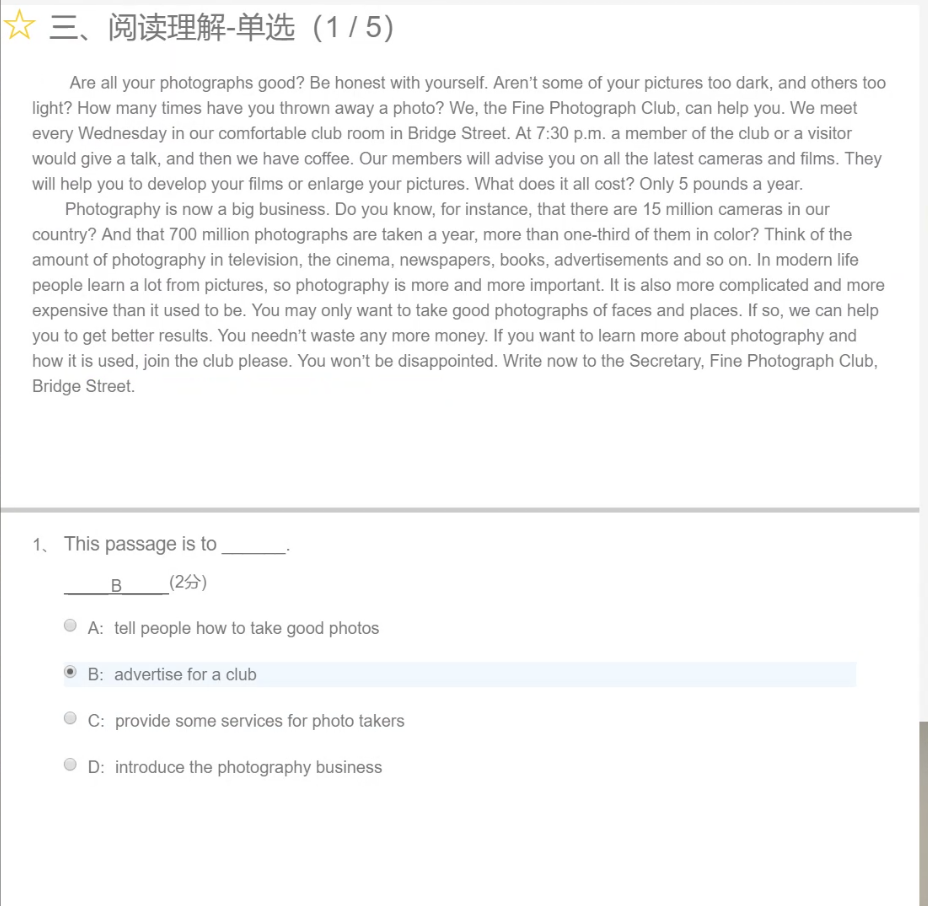 三、阅读理解-单选（1 / 5）
Are all your photographs good? Be honest with yourself. Aren't some of your pictures too dark, and others too
light? How many times have you thrown away a photo? We, the Fine Photograph Club, can help you. We meet
every Wednesday in our comfortable club room in Bridge Street. At 7:30 p.m. a member of the club or a visitor
would give a talk, and then we have coffee. Our members will advise you on all the latest cameras and films. They
will help you to develop your films or enlarge your pictures. What does it all cost? Only 5 pounds a year.
Photography is now a big business. Do you know, for instance, that there are 15 million cameras in our
country? And that 700 million photographs are taken a year, more than one-third of them in color? Think of the
amount of photography in television, the cinema, newspapers, books, advertisements and so on. In modern life
people learn a lot from pictures, so photography is more and more important. It is also more complicated and more
expensive than it used to be. You may only want to take good photographs of faces and places. If so, we can help
you to get better results. You needn't waste any more money. If you want to learn more about photography and
how it is used, join the club please. You won't be disappointed. Write now to the Secretary, Fine Photograph Club,
Bridge Street.
1、 This passage is to _______.
_____B_____(2分)
A: tell people how to take good photos
B: advertise for a club
C: provide some services for photo takers
D: introduce the photography business